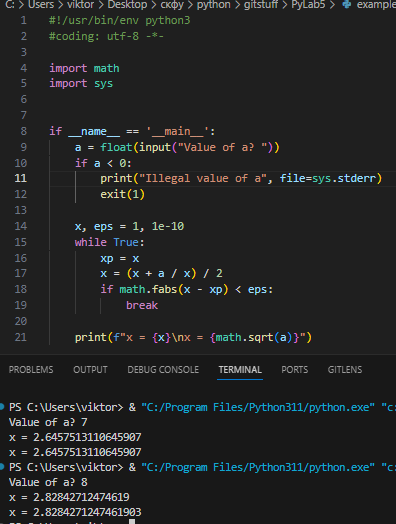 C: > Users > viktor > Desktop > скфу > python > gitstuff > PyLab5 > example
1 #!/usr/bin/env python3
2 #coding: utf-8 -*-
3
4 import math
5 import sys
6
7
8 if __name__ == '__main__':
9 a = float(input("Value of a? "))
10 if a < 0:
11 print("Illegal value of a", file=sys.stderr)
12 exit(1)
13
14 x, eps = 1, 1e-10
15 while True:
16 xp = x
17 x = (x + a / x) / 2
18 if math.fabs(x - xp) < eps:
19 break
20
21 print(f"x = {x}\nx = {math.sqrt(a)}")
PROBLEMS OUTPUT DEBUG CONSOLE TERMINAL PORTS GITLENS
PS C:\Users\viktor> & "C:/Program Files/Python311/python.exe" "c:
Value of a? 7
x = 2.6457513110645907
x = 2.6457513110645907
PS C:\Users\viktor> & "C:/Program Files/Python311/python.exe" "c:
Value of a? 8
x = 2.82842712474619
x = 2.8284271247461903